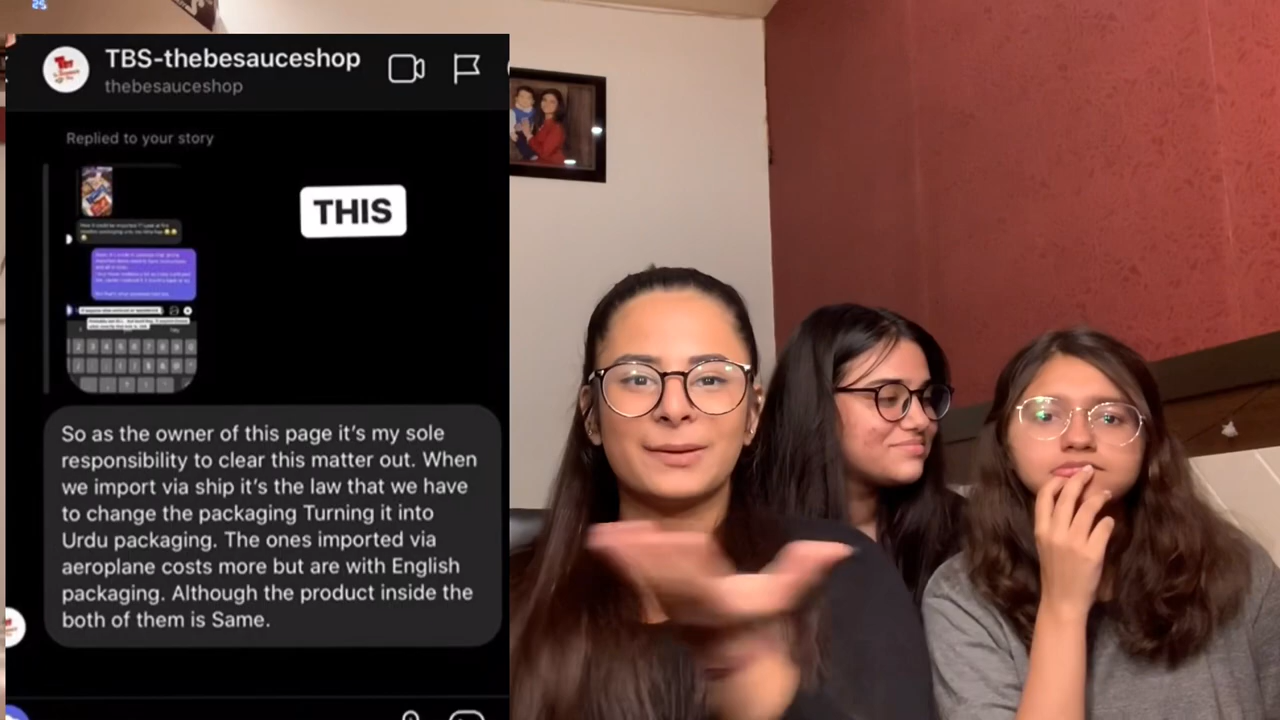 25
TBS-thebesauceshop
thebesauceshop
Replied to your story
THIS
So as the owner of this page it’s my sole
responsibility to clear this matter out. When
we import via ship it’s the law that we have
to change the packaging Turning it into
Urdu packaging. The ones imported via
aeroplane costs more but are with English
packaging. Although the product inside the
both of them is Same.